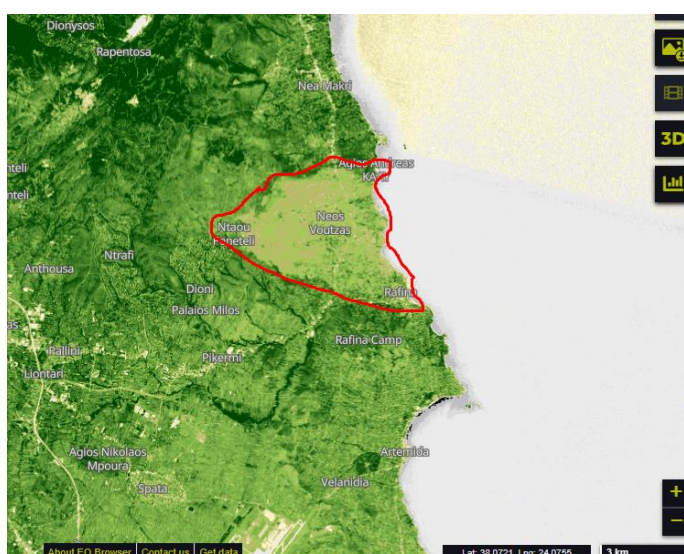 Dionysos
Rapentosa
Nea Makri
nteli
nteli
Agios Andreas
Ntaou
Neos
Voutzas
Ntrafi
Anthousa
Dioni
Rafina
Palaios Milos
as
Rafina Camp
Pallini
Pikermi
Liontari
Agios Nikolaos
Mpoura
Artemida
Spata
Velanidia
3D
+
−
About EO Browser
Contact us
Get data
Lat: 38.0721, Lng: 24.0755
3 km